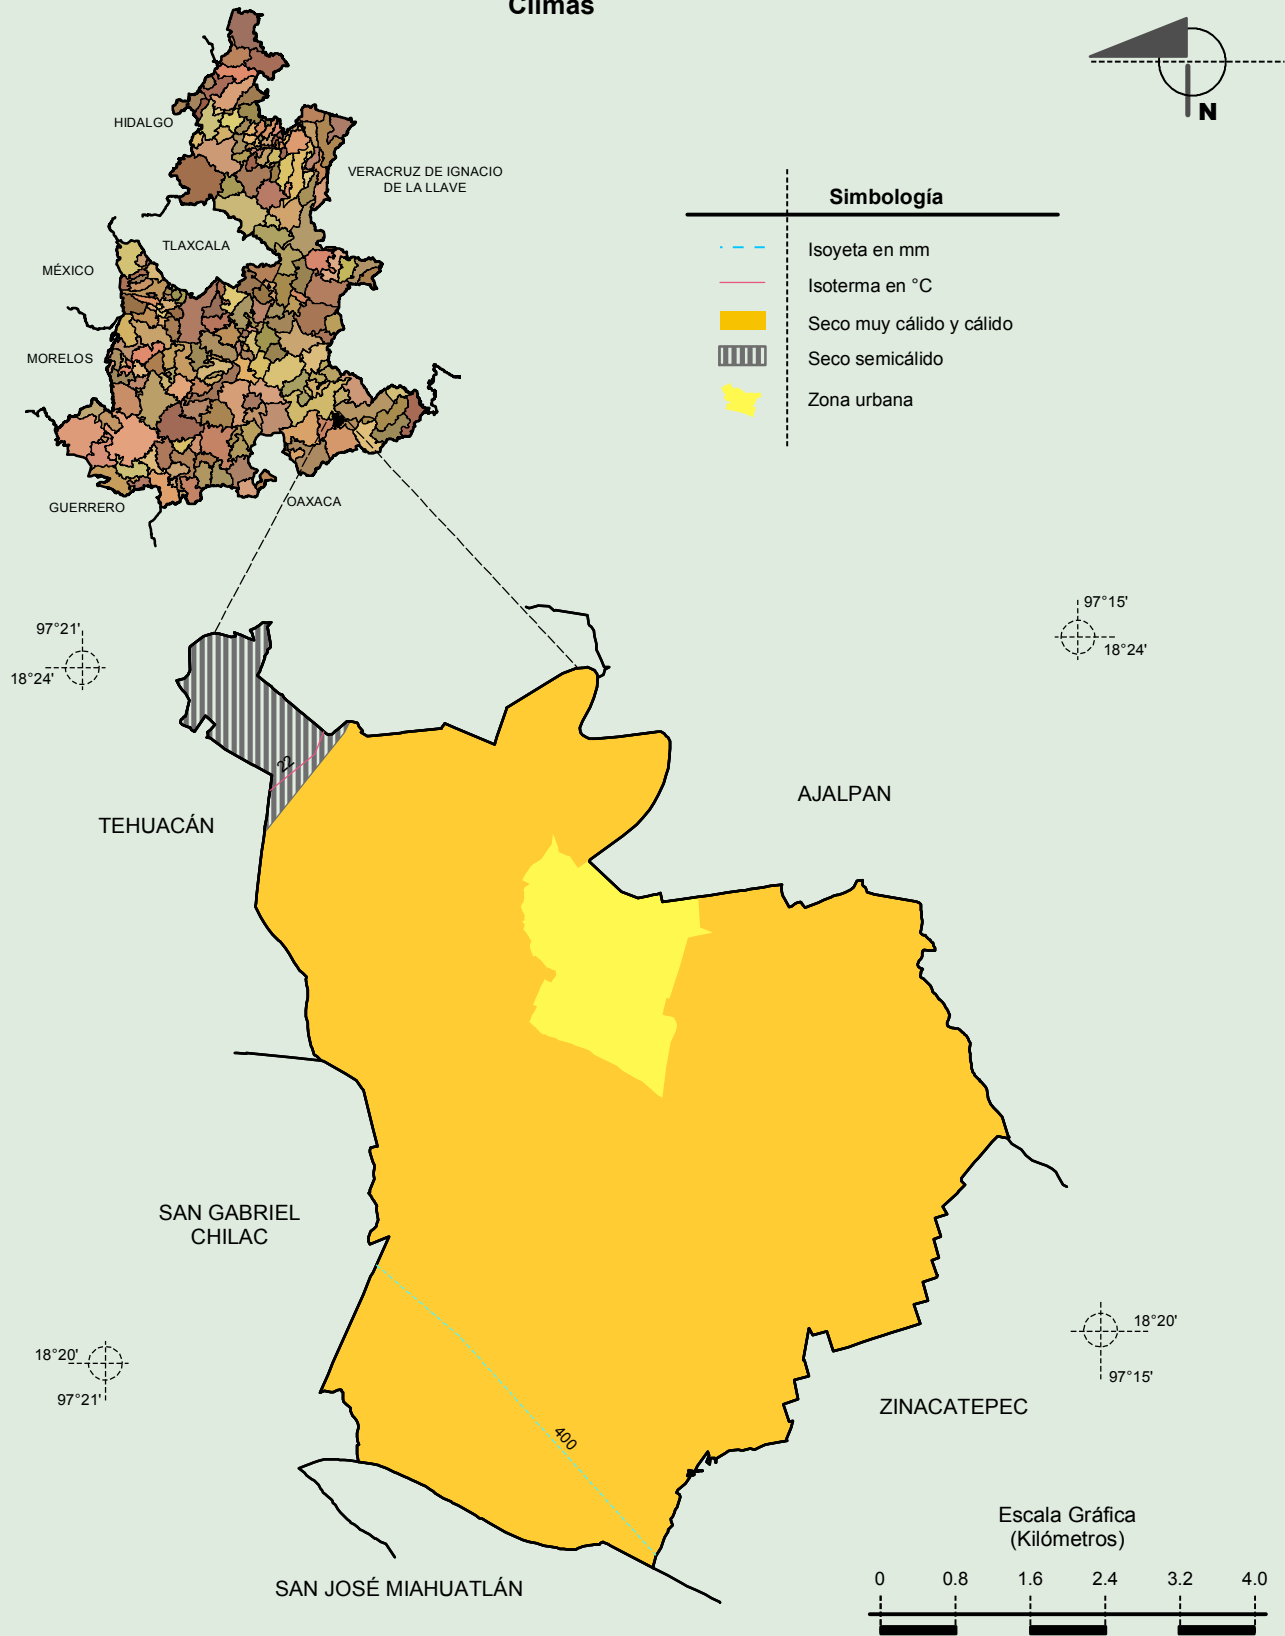 Climas
HIDALGO
VERACRUZ DE IGNACIO
DE LA LLAVE
TLAXCALA
MÉXICO
MORELOS
GUERRERO
OAXACA
N
Simbología
Isoyeta en mm
Isoterma en °C
Seco muy cálido y cálido
Seco semicálido
Zona urbana
97°21'
18°24'
97°15'
18°24'
22
TEHUACÁN
AJALPAN
SAN GABRIEL
CHILAC
18°20'
97°21'
18°20'
97°15'
400
ZINACATEPEC
SAN JOSÉ MIAHUATLÁN
Escala Gráfica
(Kilómetros)
0 0.8 1.6 2.4 3.2 4.0